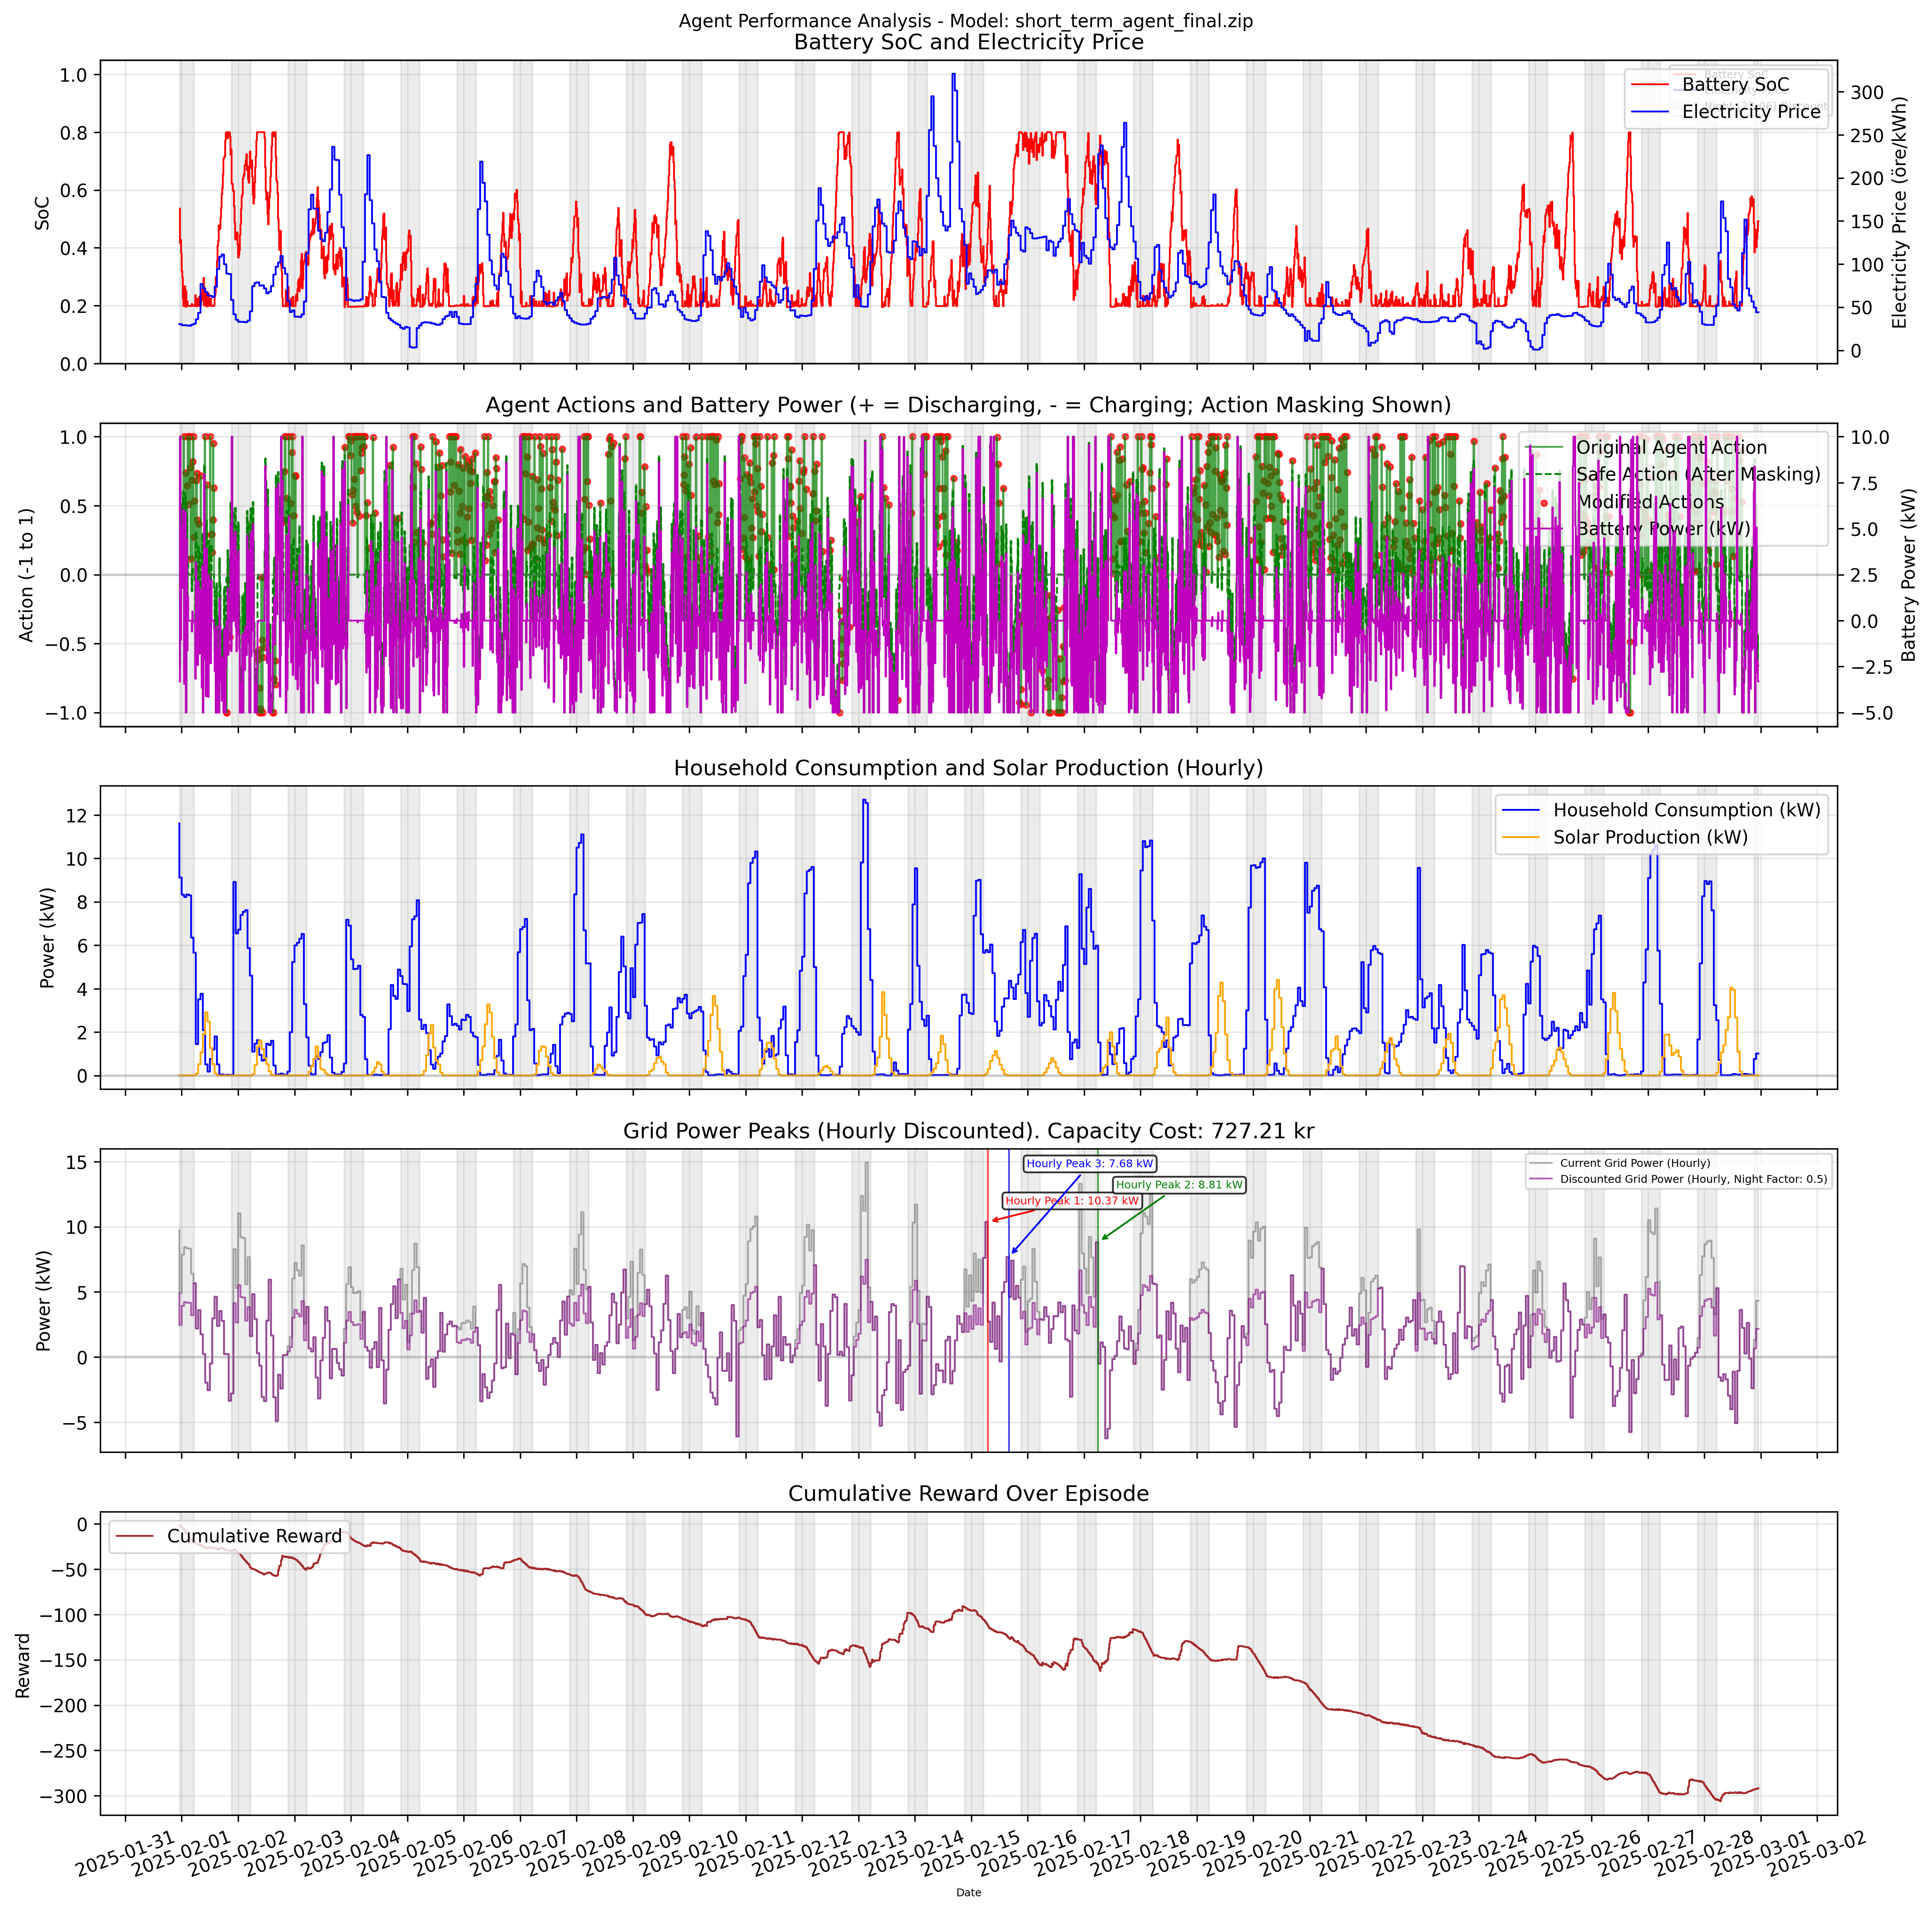 Agent Performance Analysis - Model: short_term_agent_final.zip
Battery SoC and Electricity Price
1.0
0.8
0.6
0.4
0.2
0.0
SoC
300
250
200
150
100
50
0
Electricity Price (öre/kWh)
Battery SoC
Electricity Price
Agent Actions and Battery Power (+ = Discharging, - = Charging; Action Masking Shown)
1.0
0.5
0.0
−0.5
−1.0
Action (-1 to 1)
10.0
7.5
5.0
2.5
0.0
−2.5
−5.0
Battery Power (kW)
Original Agent Action
Safe Action (After Masking)
Modified Actions
Battery Power (kW)
Household Consumption and Solar Production (Hourly)
12
10
8
6
4
2
0
Power (kW)
Household Consumption (kW)
Solar Production (kW)
Grid Power Peaks (Hourly Discounted). Capacity Cost: 727.21 kr
15
10
5
0
−5
Power (kW)
Hourly Peak 3: 7.68 kW
Hourly Peak 2: 8.81 kW
Hourly Peak 1: 10.37 kW
Current Grid Power (Hourly)
Discounted Grid Power (Hourly, Night Factor: 0.5)
Cumulative Reward Over Episode
0
−50
−100
−150
−200
−250
−300
Reward
Cumulative Reward
2025-01-31
2025-02-01
2025-02-02
2025-02-03
2025-02-04
2025-02-05
2025-02-06
2025-02-07
2025-02-08
2025-02-09
2025-02-10
2025-02-11
2025-02-12
2025-02-13
2025-02-14
2025-02-15
2025-02-16
2025-02-17
2025-02-18
2025-02-19
2025-02-20
2025-02-21
2025-02-22
2025-02-23
2025-02-24
2025-02-25
2025-02-26
2025-02-27
2025-02-28
2025-03-01
2025-03-02
Date